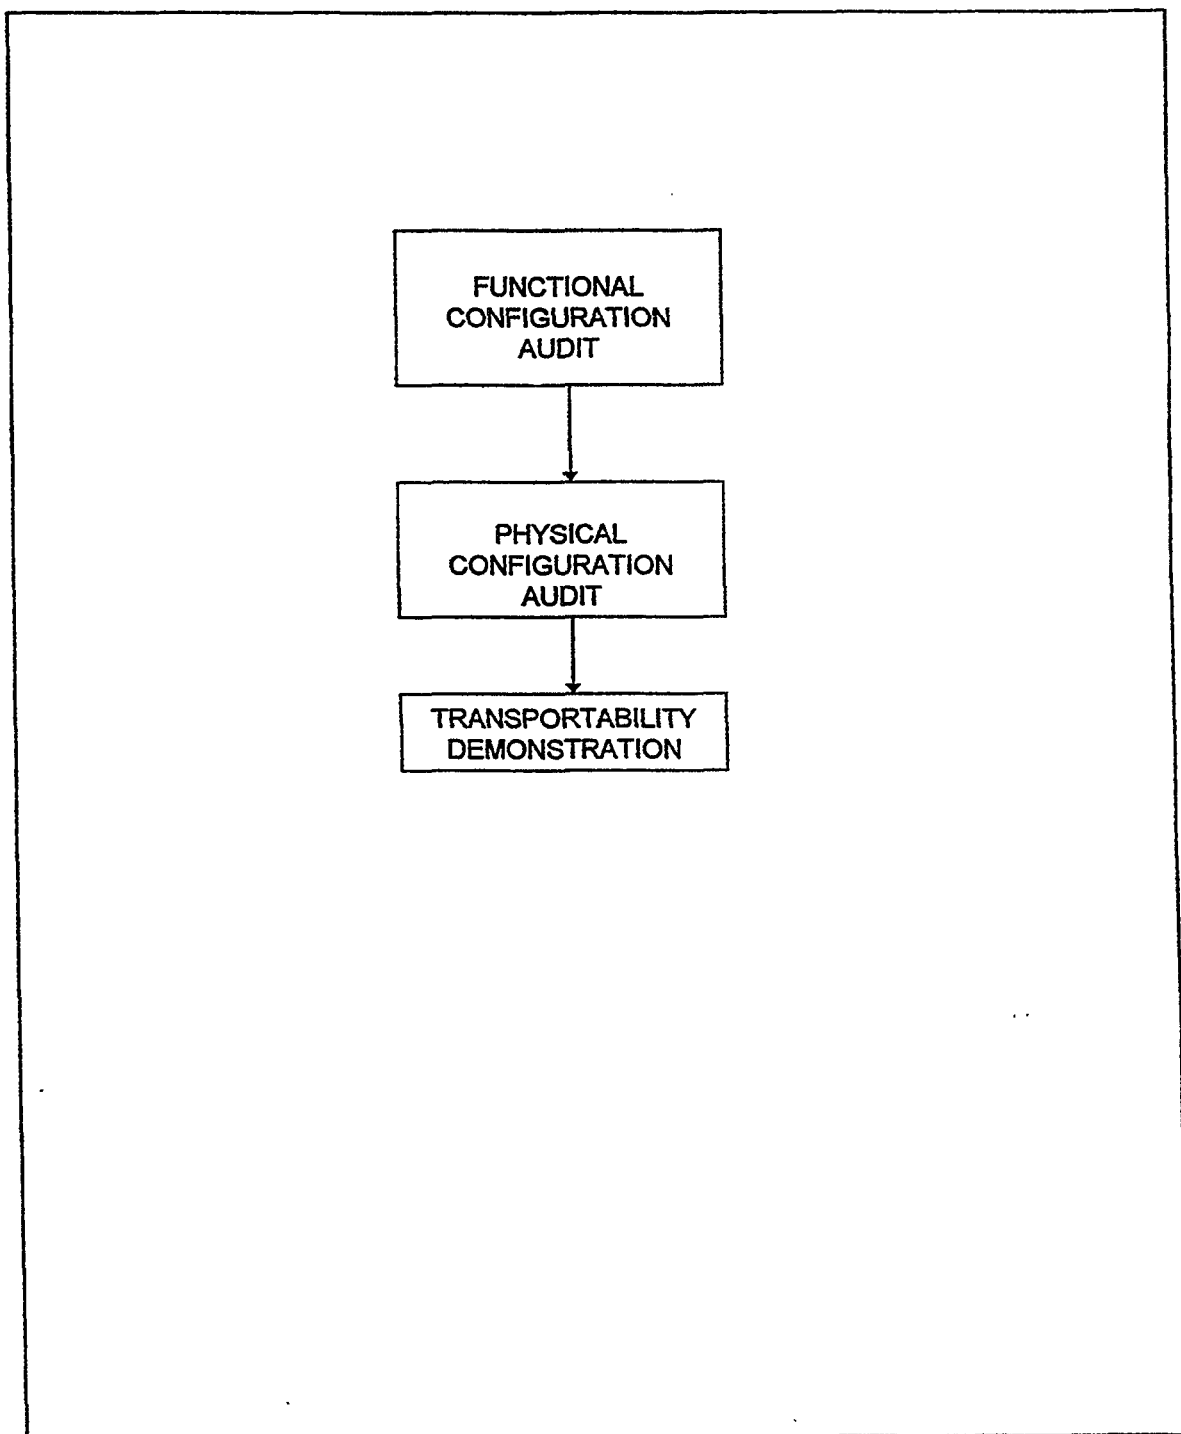 FUNCTIONAL
CONFIGURATION
AUDIT
PHYSICAL
CONFIGURATION
AUDIT
TRANSPORTABILITY
DEMONSTRATION